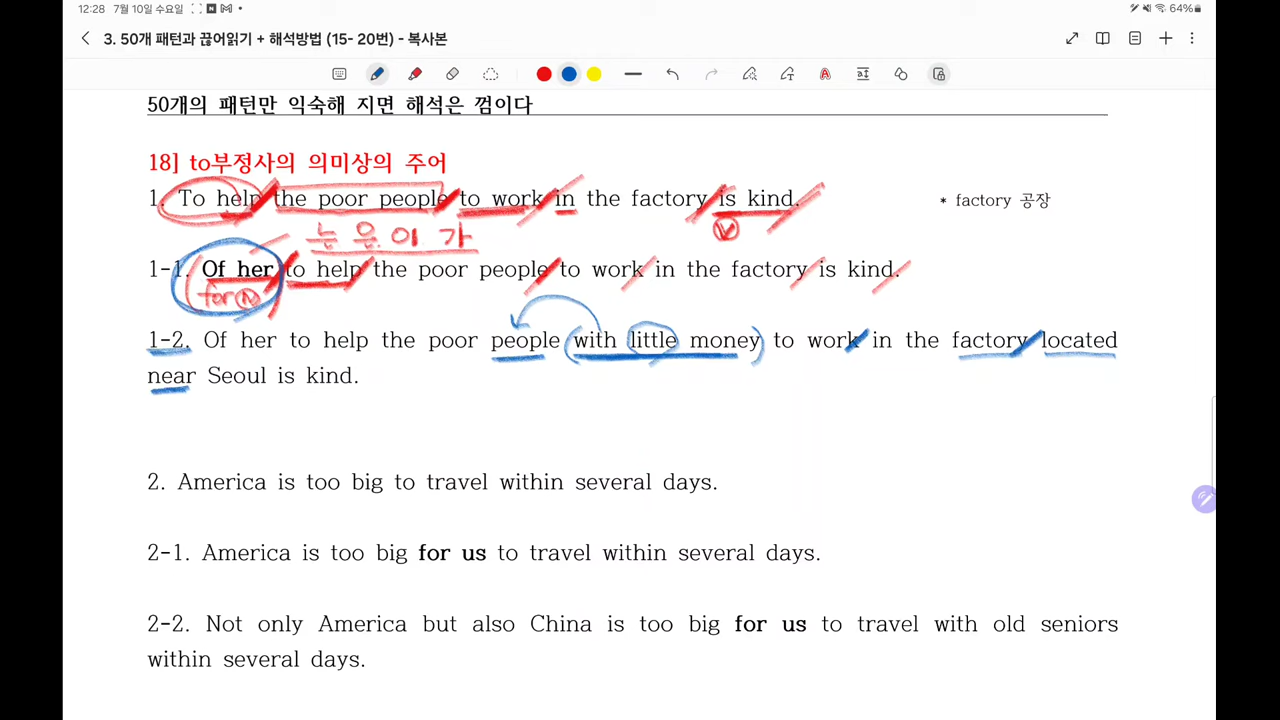 12:28 7월 10일 수요일
64%
3. 50개 패턴과 끊어읽기 + 해석방법 (15- 20번) - 복사본
50개의 패턴만 익숙해 지면 해석은 껌이다
18] to부정사의 의미상의 주어
1. To help the poor people to work in the factory is kind.
* factory 공장
V
는 은 이 가
1-1. Of her to help the poor people to work in the factory is kind.
for N
1-2. Of her to help the poor people (with little money) to work in the factory located
near Seoul is kind.
2. America is too big to travel within several days.
2-1. America is too big for us to travel within several days.
2-2. Not only America but also China is too big for us to travel with old seniors
within several days.